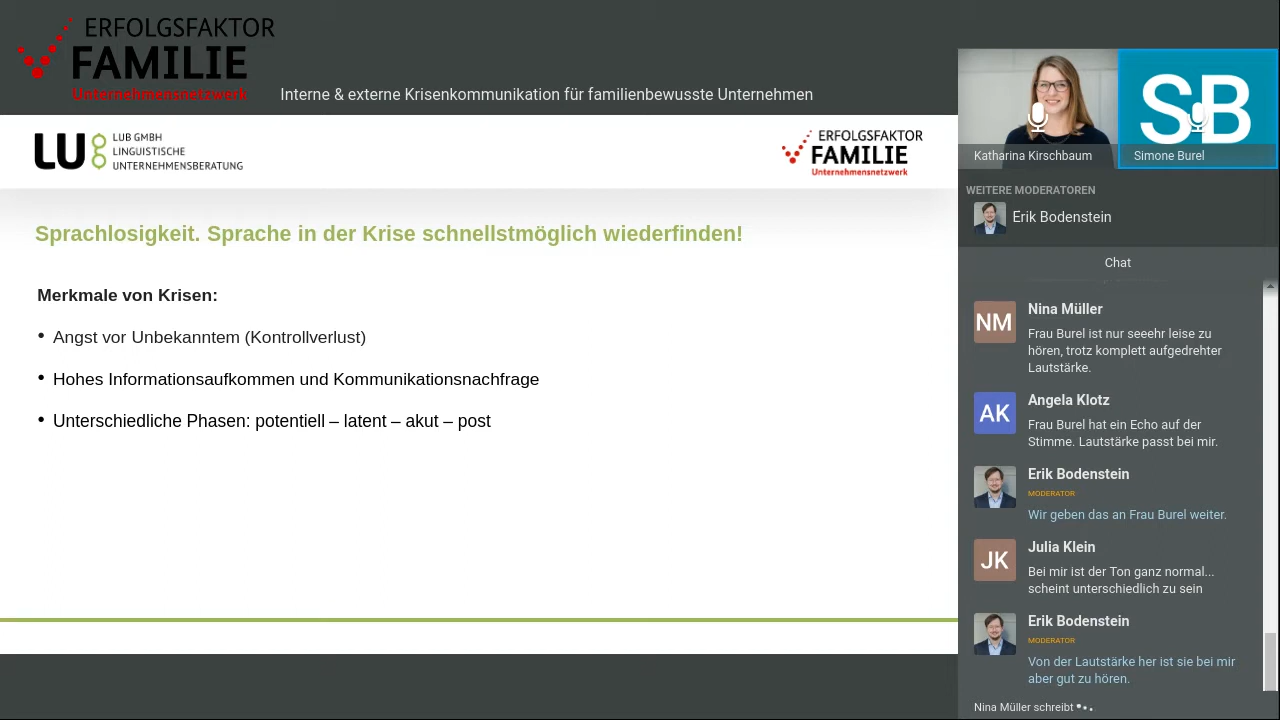 ERFOLGSFAKTOR
FAMILIE
Unternehmensnetzwerk
Interne & externe Krisenkommunikation für familienbewusste Unternehmen
LUB
LUB GMBH
LINGUISTISCHE
UNTERNEHMENSBERATUNG
ERFOLGSFAKTOR
FAMILIE
Unternehmensnetzwerk
Sprachlosigkeit. Sprache in der Krise schnellstmöglich wiederfinden!
Merkmale von Krisen:
• Angst vor Unbekanntem (Kontrollverlust)
• Hohes Informationsaufkommen und Kommunikationsnachfrage
• Unterschiedliche Phasen: potentiell – latent – akut – post
SB
Katharina Kirschbaum
Simone Burel
WEITERE MODERATOREN
Erik Bodenstein
Chat
NM
Nina Müller
Frau Burel ist nur seeehr leise zu
hören, trotz komplett aufgedrehter
Lautstärke.
AK
Angela Klotz
Frau Burel hat ein Echo auf der
Stimme. Lautstärke passt bei mir.
Erik Bodenstein
MODERATOR
Wir geben das an Frau Burel weiter.
JK
Julia Klein
Bei mir ist der Ton ganz normal...
scheint unterschiedlich zu sein
Erik Bodenstein
MODERATOR
Von der Lautstärke her ist sie bei mir
aber gut zu hören.
Nina Müller schreibt